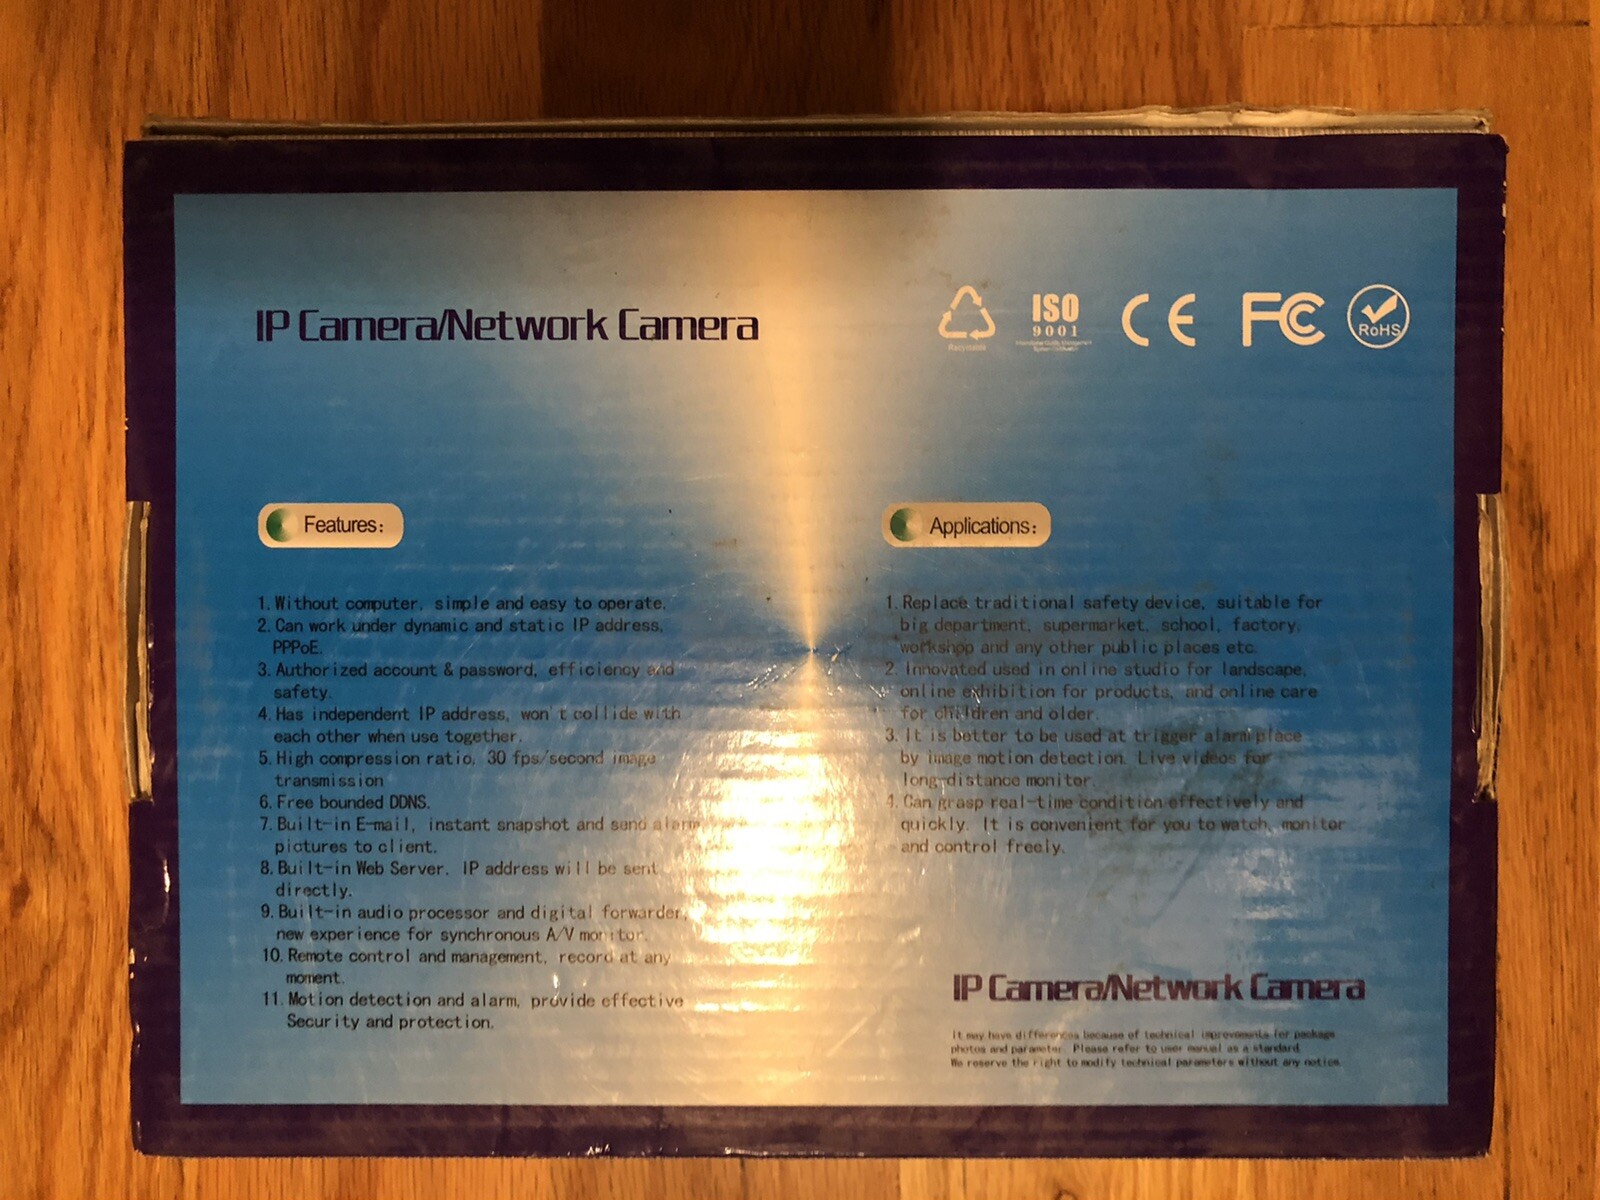 IP Camera/Network Camera
Recyclable
ISO
9001
CE
FC
RoHS
Features:
1. Without computer, simple and easy to operate.
2. Can work under dynamic and static IP address,
PPPoE.
3. Authorized account & password, efficiency and
safety.
4. Has independent IP address, won't collide with
each other when use together.
5. High compression ratio, 30 fps/second image
transmission
6. Free bounded DDNS.
7. Built-in E-mail, instant snapshot and send alarm
pictures to client.
8. Built-in Web Server. IP address will be sent
directly.
9. Built-in audio processor and digital forwarder,
new experience for synchronous A/V monitor.
10. Remote control and management, record at any
moment.
11. Motion detection and alarm, provide effective
Security and protection.
Applications:
1. Replace traditional safety device, suitable for
big department, supermarket, school, factory,
workshop and any other public places etc.
2. Innovated used in online studio for landscape,
online exhibition for products, and online care
for children and older.
3. It is better to be used at trigger alarm place
by image motion detection. Live videos for
long-distance monitor.
4. Can grasp real-time condition effectively and
quickly. It is convenient for you to watch, monitor
and control freely.
IP Camera/Network Camera
It may have differences because of technical improvements for package
photos and parameter. Please refer to user manual as a standard.
We reserve the right to modify technical parameters without any notice.